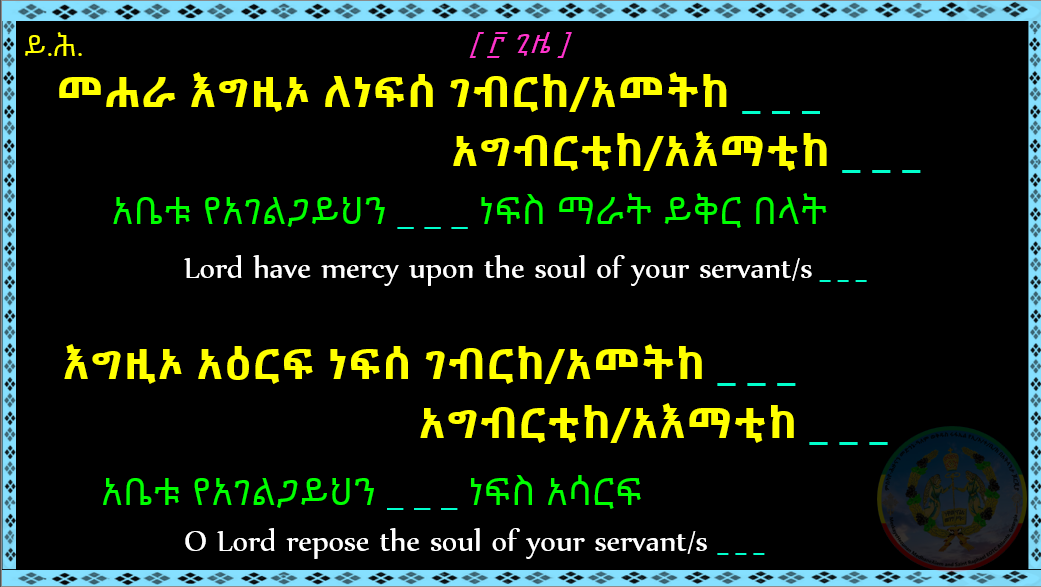 ይ.ሕ. [ ፫ ጊዜ ]
መሐራ እግዚኦ ለነፍሰ ገብርከ/አመትከ _ _ _
አግብርቲከ/አእማቲከ _ _ _
አቤቱ የአገልጋይህን _ _ _ ነፍስ ማራት ይቅር በላት
Lord have mercy upon the soul of your servant/s _ _ _
እግዚኦ አዕርፍ ነፍሰ ገብርከ/አመትከ _ _ _
አግብርቲከ/አእማቲከ _ _ _
አቤቱ የአገልጋይህን _ _ _ ነፍስ አሳርፍ
O Lord repose the soul of your servant/s _ _ _